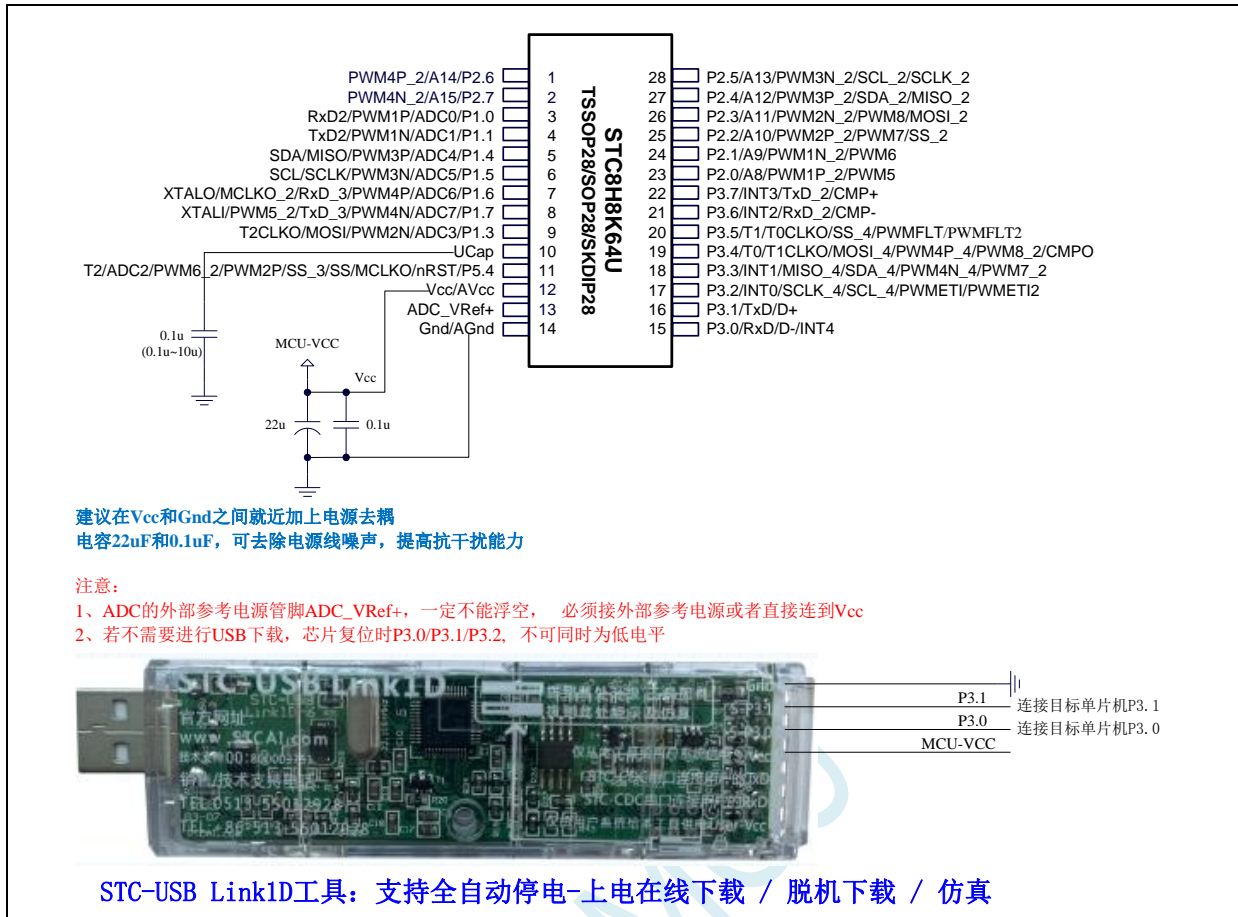 PWM4P_2/A14/P2.6
PWM4N_2/A15/P2.7
RxD2/PWM1P/ADC0/P1.0
TxD2/PWM1N/ADC1/P1.1
SDA/MISO/PWM3P/ADC4/P1.4
SCL/SCLK/PWM3N/ADC5/P1.5
XTALO/MCLKO_2/RxD_3/PWM4P/ADC6/P1.6
XTALI/PWM5_2/TxD_3/PWM4N/ADC7/P1.7
T2CLKO/MOSI/PWM2N/ADC3/P1.3
UCap
T2/ADC2/PWM6_2/PWM2P/SS_3/SS/MCLKO/nRST/P5.4
Vcc/AVcc
ADC_VRef+
Gnd/AGnd
1
2
3
4
5
6
7
8
9
10
11
12
13
14
STC8H8K64U
TSSOP28/SOP28/SKDIP28
28
27
26
25
24
23
22
21
20
19
18
17
16
15
P2.5/A13/PWM3N_2/SCL_2/SCLK_2
P2.4/A12/PWM3P_2/SDA_2/MISO_2
P2.3/A11/PWM2N_2/PWM8/MOSI_2
P2.2/A10/PWM2P_2/PWM7/SS_2
P2.1/A9/PWM1N_2/PWM6
P2.0/A8/PWM1P_2/PWM5
P3.7/INT3/TxD_2/CMP+
P3.6/INT2/RxD_2/CMP-
P3.5/T1/T0CLKO/SS_4/PWMFLT/PWMFLT2
P3.4/T0/T1CLKO/MOSI_4/PWM4P_4/PWM8_2/CMPO
P3.3/INT1/MISO_4/SDA_4/PWM4N_4/PWM7_2
P3.2/INT0/SCLK_4/SCL_4/PWMETI/PWMETI2
P3.1/TxD/D+
P3.0/RxD/D-/INT4
0.1u
(0.1u~10u)
MCU-VCC
Vcc
22u
0.1u
建议在Vcc和Gnd之间就近加上电源去耦
电容22uF和0.1uF，可去除电源线噪声，提高抗干扰能力
注意：
1、ADC的外部参考电源管脚ADC_VRef+，一定不能浮空， 必须接外部参考电源或者直接连到Vcc
2、若不需要进行USB下载，芯片复位时P3.0/P3.1/P3.2, 不可同时为低电平
STC-USB Link1D
官方网址
www.STCAI.com
TEL:0513-55012928
Gnd
P3.1
连接目标单片机P3.1
P3.0
连接目标单片机P3.0
MCU-VCC
STC-USB Link1D工具：支持全自动停电-上电在线下载 / 脱机下载 / 仿真